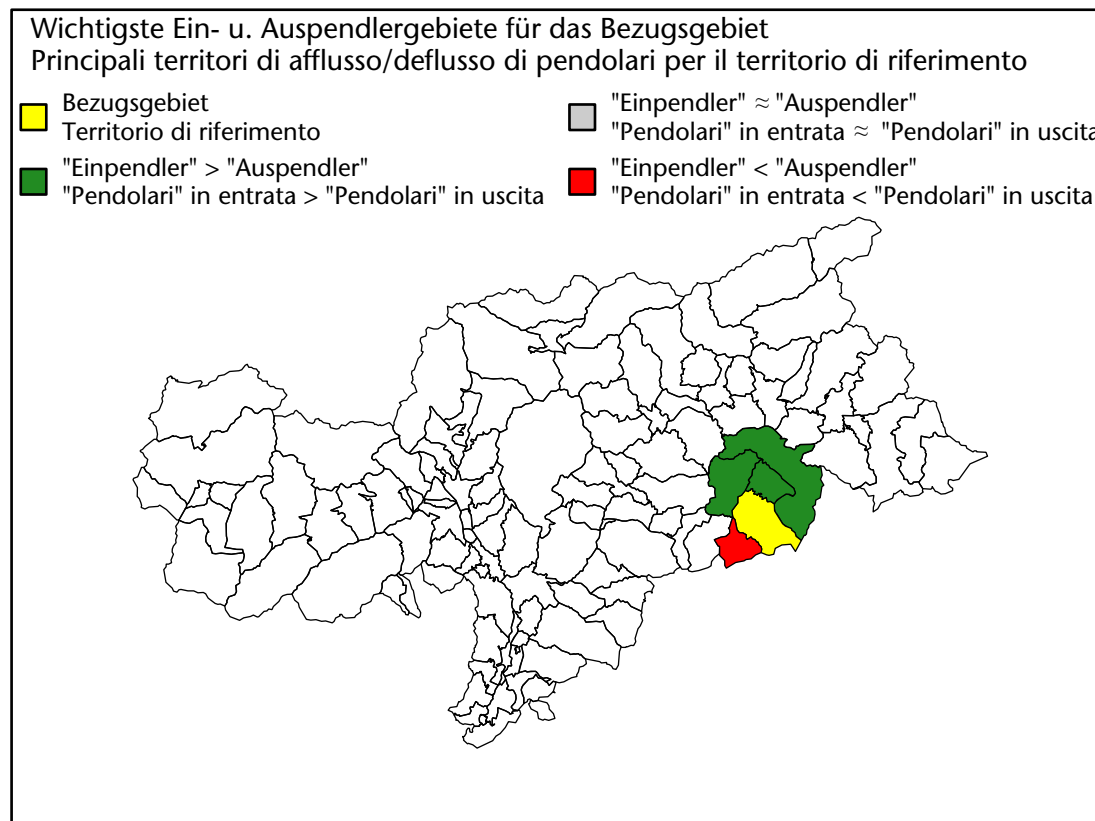 Wichtigste Ein- u. Auspendlergebiete für das Bezugsgebiet
Principali territori di afflusso/deflusso di pendolari per il territorio di riferimento
Bezugsgebiet
Territorio di riferimento
"Einpendler" > "Auspendler"
"Pendolari" in entrata > "Pendolari" in uscita
"Einpendler" ≈ "Auspendler"
"Pendolari" in entrata ≈ "Pendolari" in uscita
"Einpendler" < "Auspendler"
"Pendolari" in entrata < "Pendolari" in uscita